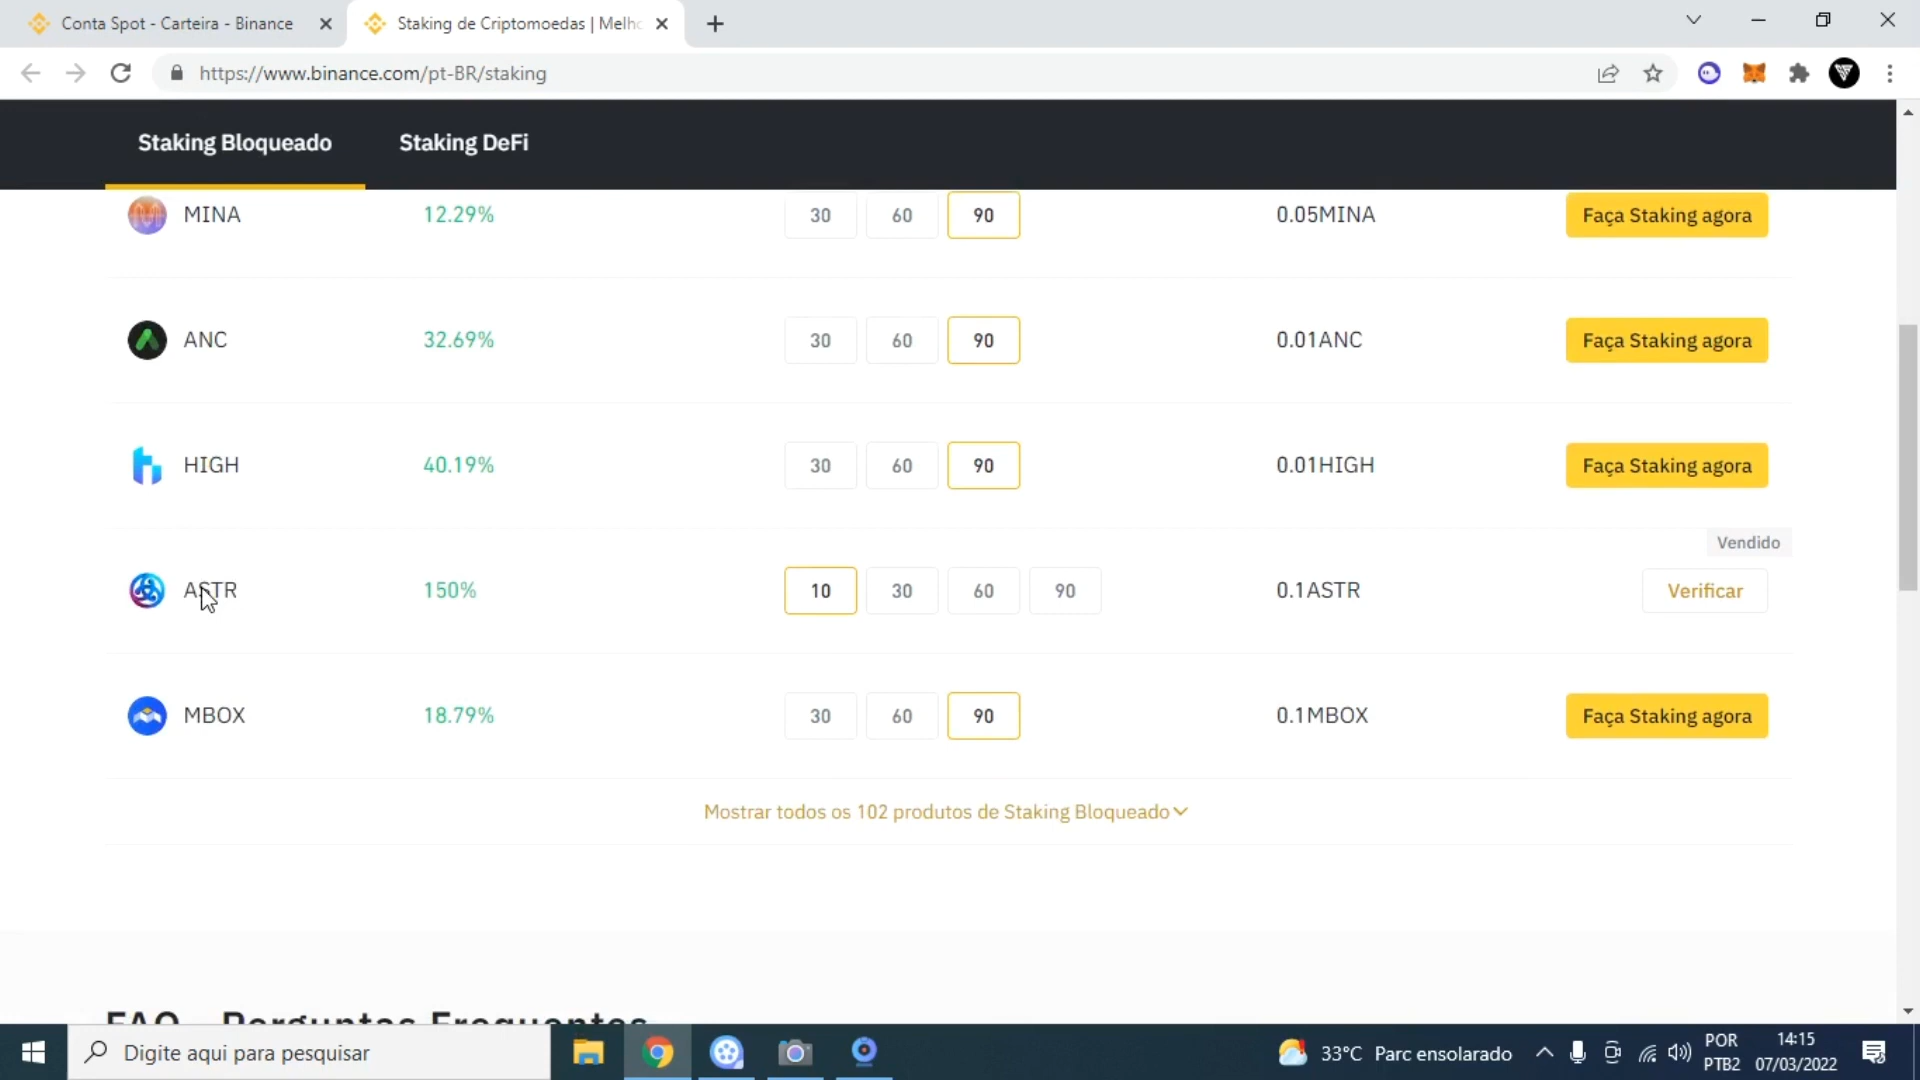 Conta Spot - Carteira - Binance
Staking de Criptomoedas | Melho
https://www.binance.com/pt-BR/staking
Staking Bloqueado
Staking DeFi
MINA 12.29% 30 60 90 0.05MINA Faça Staking agora
ANC 32.69% 30 60 90 0.01ANC Faça Staking agora
HIGH 40.19% 30 60 90 0.01HIGH Faça Staking agora
Vendido
ASTR 150% 10 30 60 90 0.1ASTR Verificar
MBOX 18.79% 30 60 90 0.1MBOX Faça Staking agora
Mostrar todos os 102 produtos de Staking Bloqueado
FAQ - Perguntas Frequentes
Digite aqui para pesquisar
33°C Parc ensolarado
POR
PTB2
14:15
07/03/2022